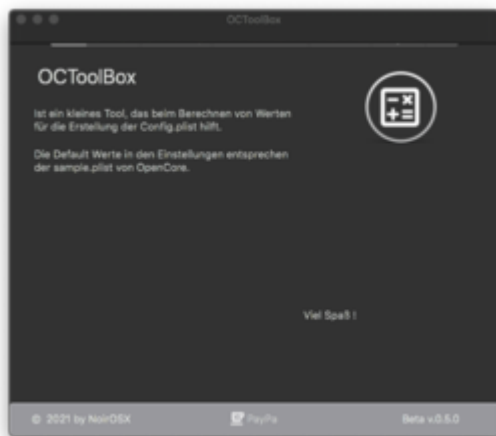 OCToolBox
OCToolBox
Ist ein kleines Tool, das beim Berechnen von Werten
für die Erstellung der Config.plist hilft.
Die Default Werte in den Einstellungen entsprechen
der sample.plist von OpenCore.
Viel Spaß !
© 2021 by NoirOSX
PayPa
Beta v.0.5.0